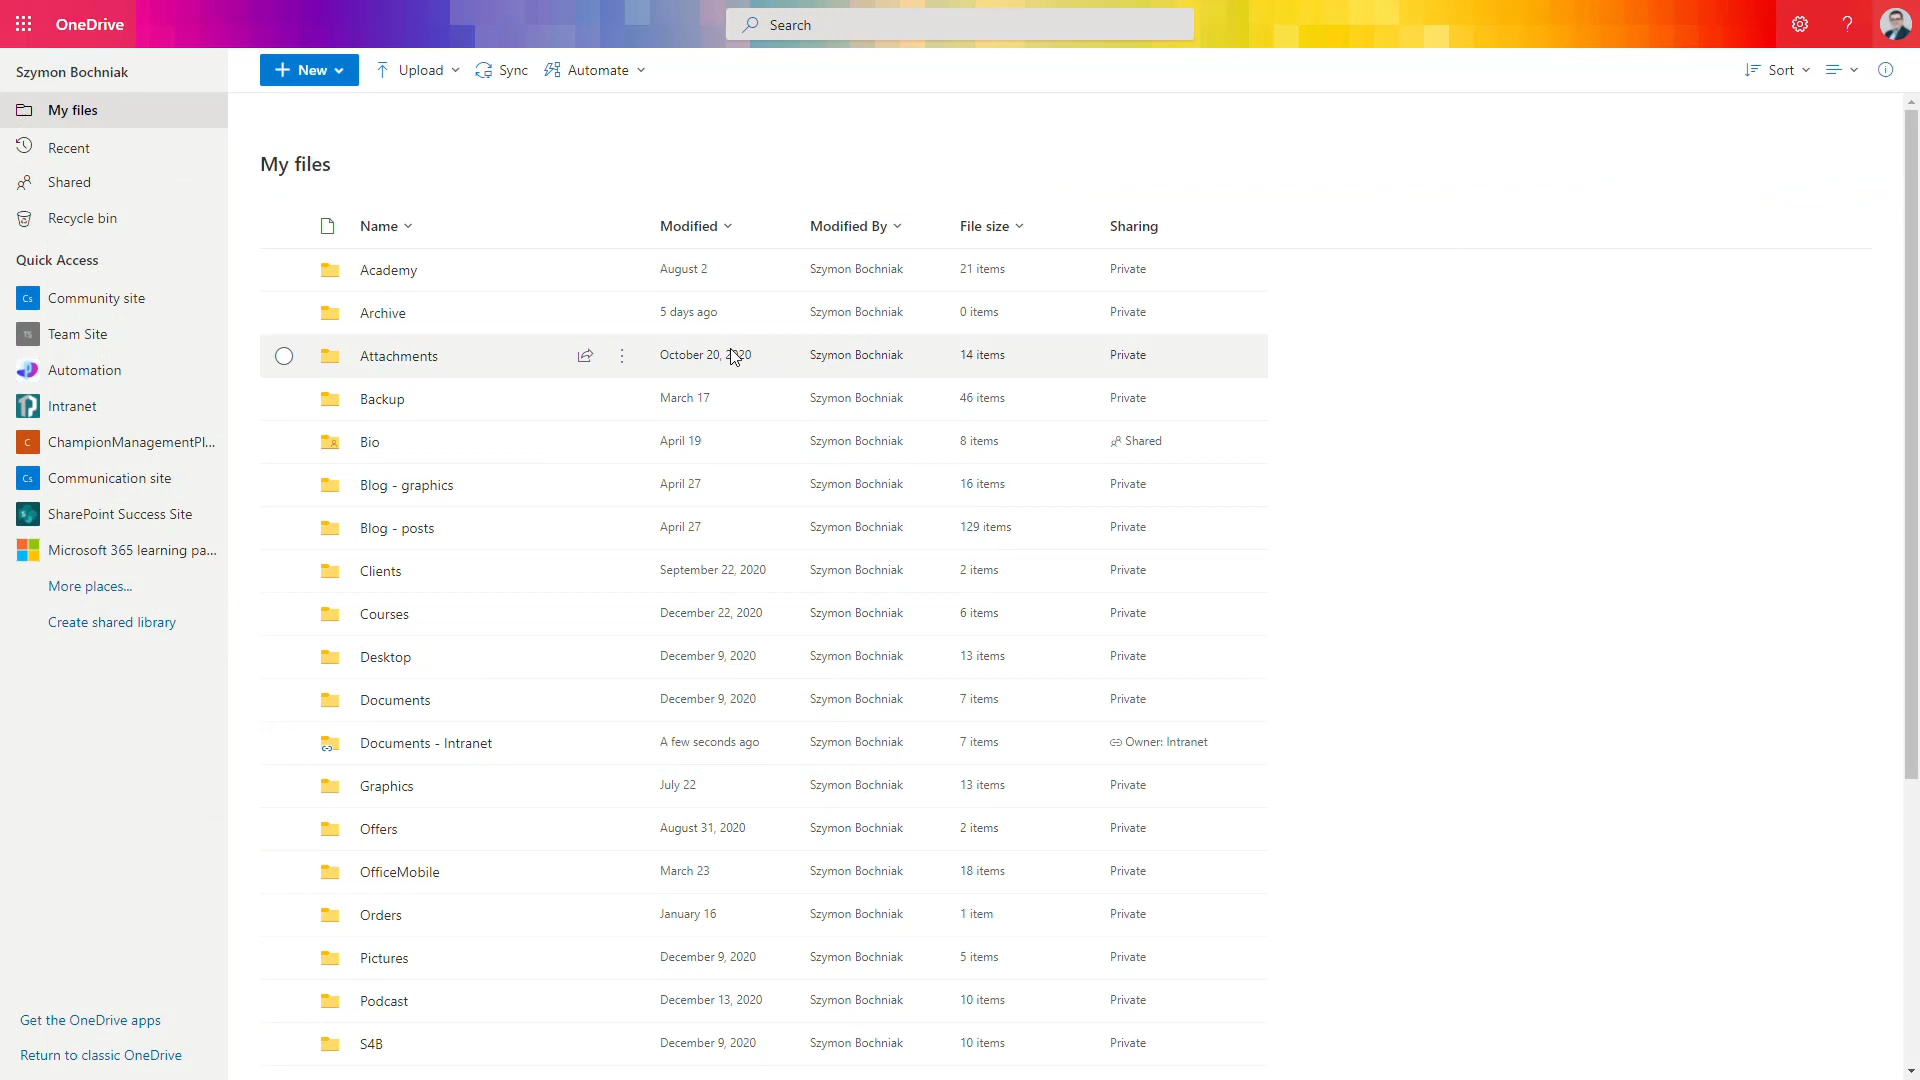 OneDrive
Search
?
Szymon Bochniak
New
Upload
Sync
Automate
Sort
My files
Recent
Shared
Recycle bin
Quick Access
Cs Community site
TS Team Site
Automation
Intranet
C ChampionManagementPl...
Cs Communication site
SharePoint Success Site
Microsoft 365 learning pa...
More places...
Create shared library
Get the OneDrive apps
Return to classic OneDrive
My files
Name Modified Modified By File size Sharing
Academy August 2 Szymon Bochniak 21 items Private
Archive 5 days ago Szymon Bochniak 0 items Private
Attachments October 20, 2020 Szymon Bochniak 14 items Private
Backup March 17 Szymon Bochniak 46 items Private
Bio April 19 Szymon Bochniak 8 items Shared
Blog - graphics April 27 Szymon Bochniak 16 items Private
Blog - posts April 27 Szymon Bochniak 129 items Private
Clients September 22, 2020 Szymon Bochniak 2 items Private
Courses December 22, 2020 Szymon Bochniak 6 items Private
Desktop December 9, 2020 Szymon Bochniak 13 items Private
Documents December 9, 2020 Szymon Bochniak 7 items Private
Documents - Intranet A few seconds ago Szymon Bochniak 7 items Owner: Intranet
Graphics July 22 Szymon Bochniak 13 items Private
Offers August 31, 2020 Szymon Bochniak 2 items Private
OfficeMobile March 23 Szymon Bochniak 18 items Private
Orders January 16 Szymon Bochniak 1 item Private
Pictures December 9, 2020 Szymon Bochniak 5 items Private
Podcast December 13, 2020 Szymon Bochniak 10 items Private
S4B December 9, 2020 Szymon Bochniak 10 items Private